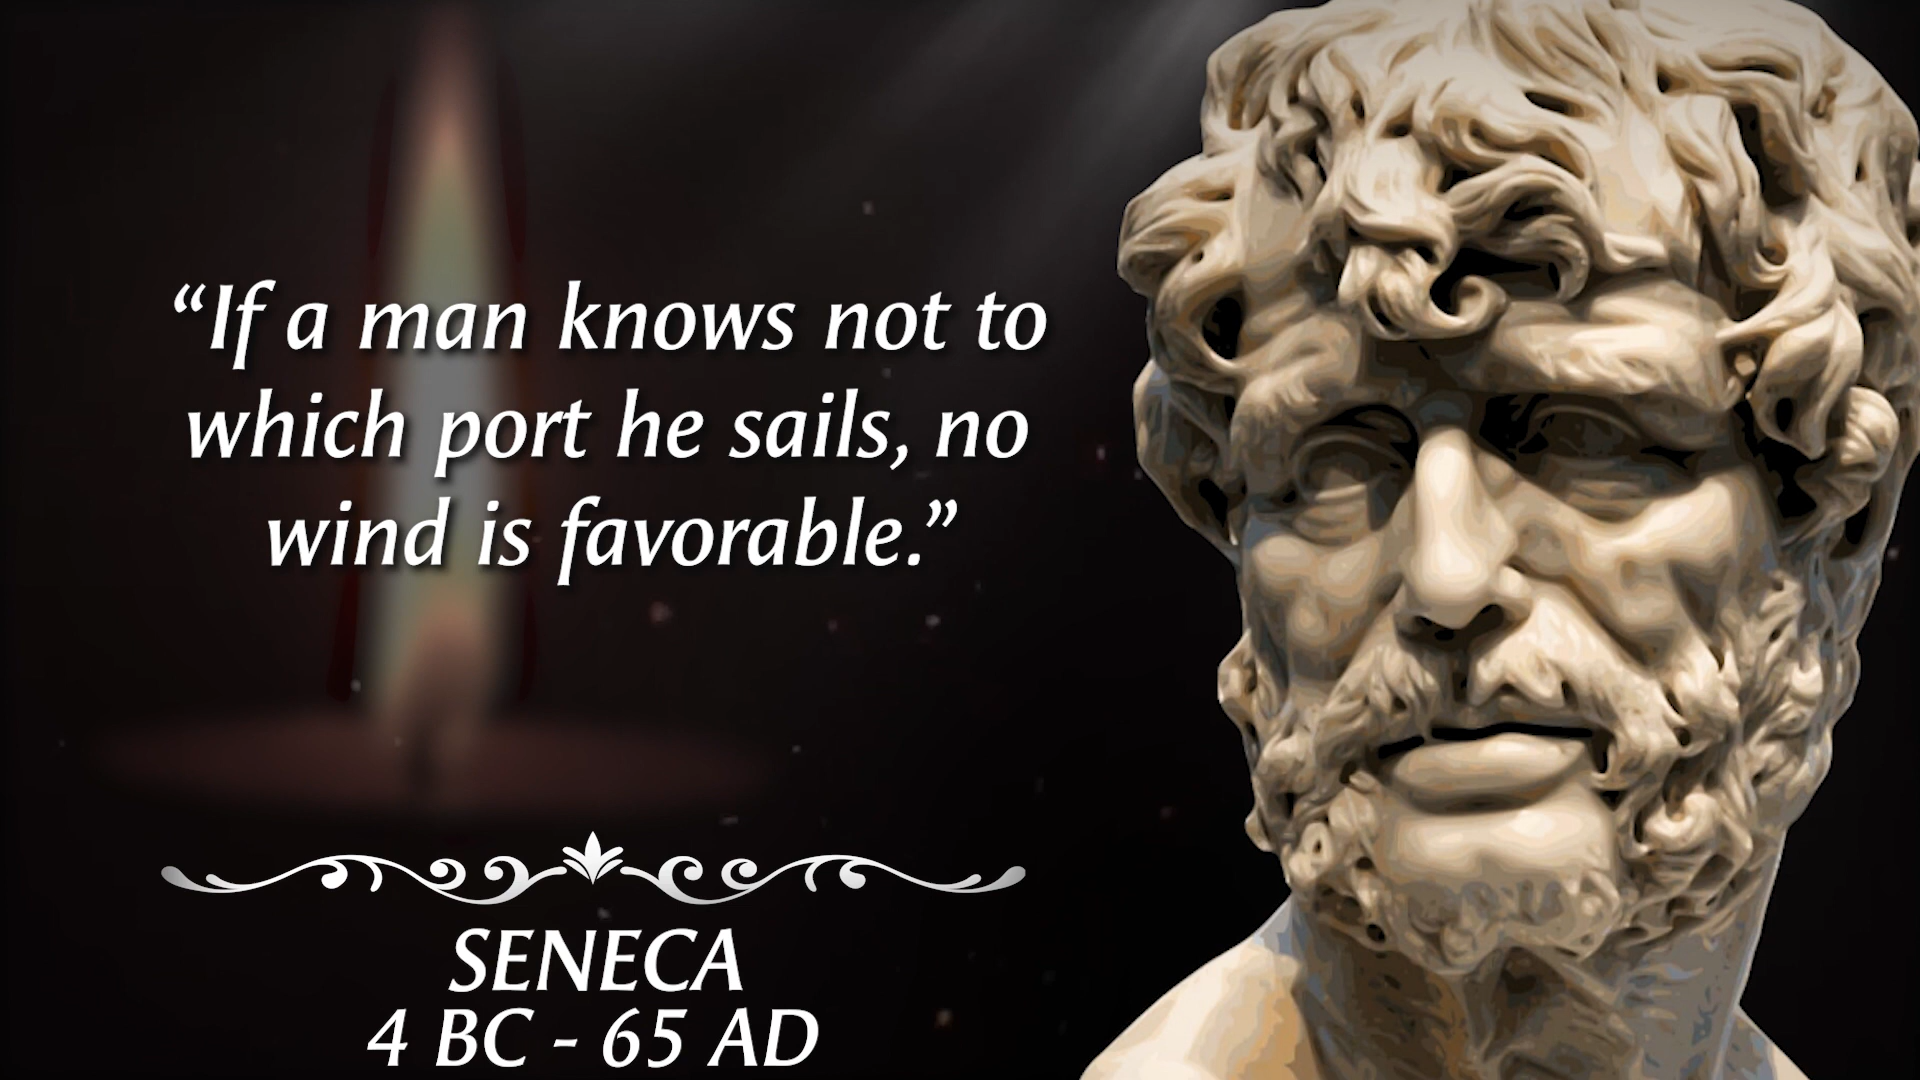 “If a man knows not to
which port he sails, no
wind is favorable.”
SENECA
4 BC - 65 AD